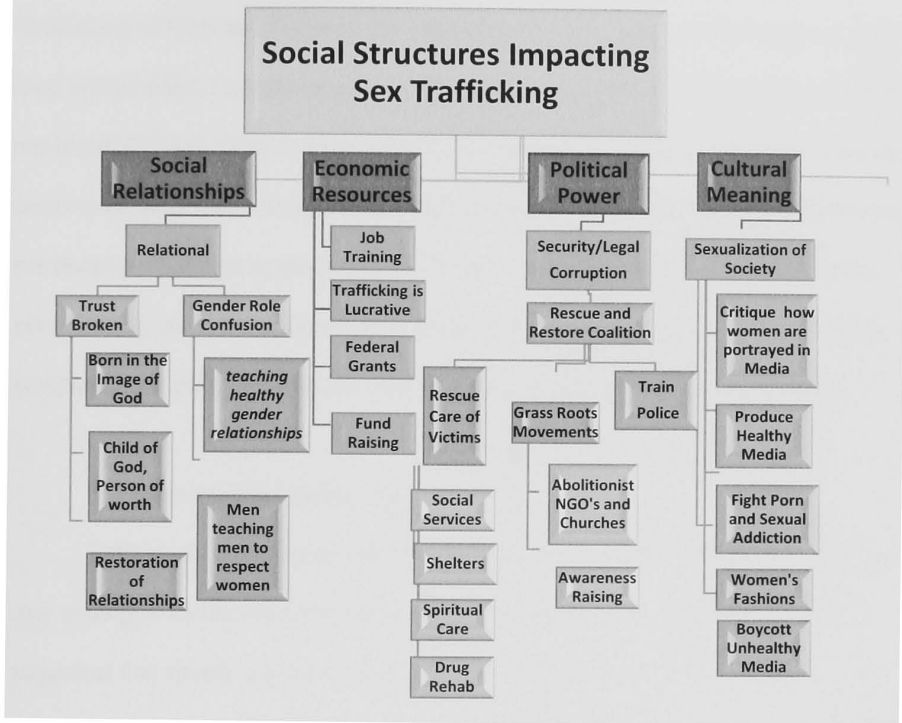 Social Structures Impacting
Sex Trafficking
Social
Relationships
Economic
Resources
Political
Power
Cultural
Meaning
Relational
Trust
Broken
Gender Role
Confusion
Born in the
Image of
God
teaching
healthy
gender
relationships
Child of
God,
Person of
worth
Men
teaching
men to
respect
women
Restoration
of
Relationships
Job
Training
Trafficking is
Lucrative
Federal
Grants
Fund
Raising
Security/Legal
Corruption
Rescue and
Restore Coalition
Rescue
Care of
Victims
Grass Roots
Movements
Train
Police
Social
Services
Shelters
Spiritual
Care
Drug
Rehab
Abolitionist
NGO's and
Churches
Awareness
Raising
Sexualization of
Society
Critique how
women are
portrayed in
Media
Produce
Healthy
Media
Fight Porn
and Sexual
Addiction
Women's
Fashions
Boycott
Unhealthy
Media